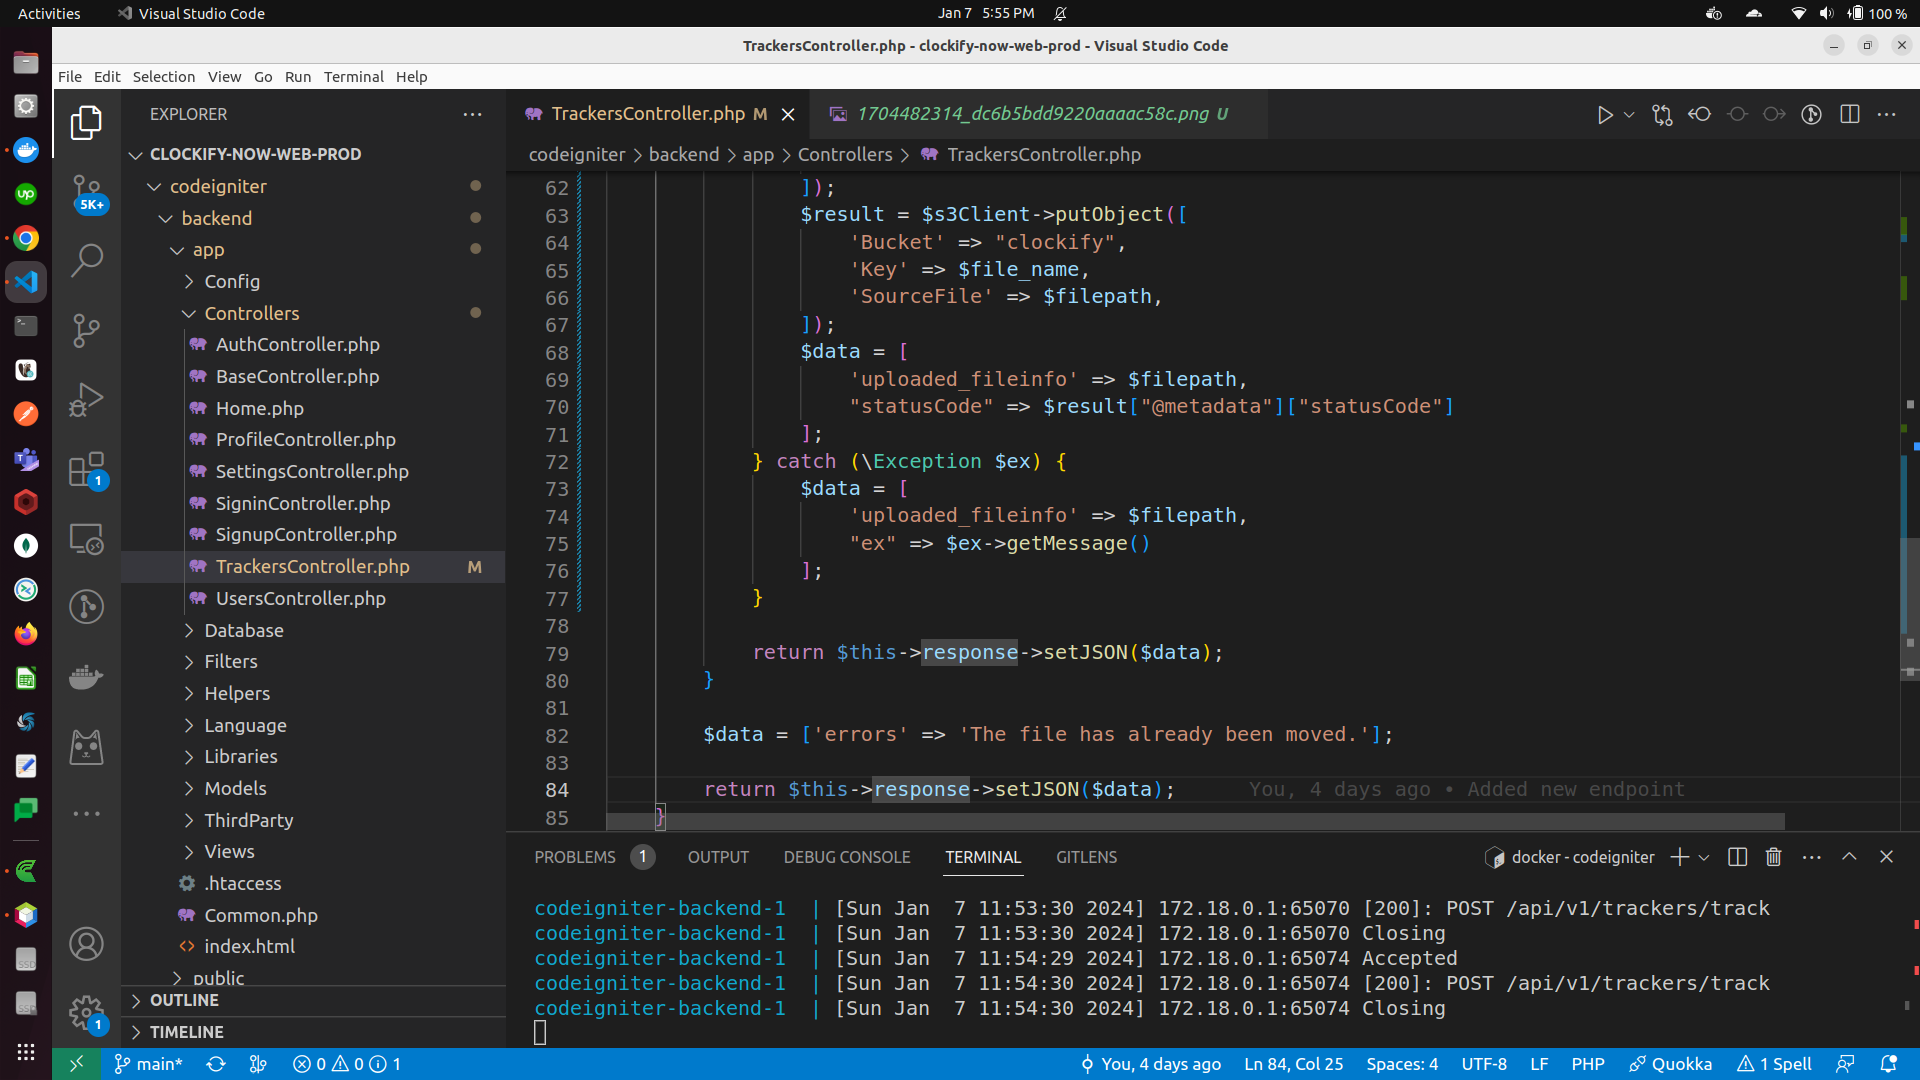 Activities
Visual Studio Code
Jan 7 5:55 PM
100 %
TrackersController.php - clockify-now-web-prod - Visual Studio Code
File Edit Selection View Go Run Terminal Help
EXPLORER
TrackersController.php M
1704482314_dc6b5bdd9220aaaac58c.png U
codeigniter > backend > app > Controllers > TrackersController.php
5K+
1
1
CLOCKIFY-NOW-WEB-PROD
codeigniter
backend
app
Config
Controllers
AuthController.php
BaseController.php
Home.php
ProfileController.php
SettingsController.php
SigninController.php
SignupController.php
TrackersController.php M
UsersController.php
Database
Filters
Helpers
Language
Libraries
Models
ThirdParty
Views
.htaccess
Common.php
index.html
public
OUTLINE
TIMELINE
62 ]);
63 $result = $s3Client->putObject([
64 'Bucket' => "clockify",
65 'Key' => $file_name,
66 'SourceFile' => $filepath,
67 ]);
68 $data = [
69 'uploaded_fileinfo' => $filepath,
70 "statusCode" => $result["@metadata"]["statusCode"]
71 ];
72 } catch (\Exception $ex) {
73 $data = [
74 'uploaded_fileinfo' => $filepath,
75 "ex" => $ex->getMessage()
76 ];
77 }
78
79 return $this->response->setJSON($data);
80 }
81
82 $data = ['errors' => 'The file has already been moved.'];
83
84 return $this->response->setJSON($data); You, 4 days ago • Added new endpoint
85 }
PROBLEMS 1 OUTPUT DEBUG CONSOLE TERMINAL GITLENS
docker - codeigniter
codeigniter-backend-1 | [Sun Jan 7 11:53:30 2024] 172.18.0.1:65070 [200]: POST /api/v1/trackers/track
codeigniter-backend-1 | [Sun Jan 7 11:53:30 2024] 172.18.0.1:65070 Closing
codeigniter-backend-1 | [Sun Jan 7 11:54:29 2024] 172.18.0.1:65074 Accepted
codeigniter-backend-1 | [Sun Jan 7 11:54:30 2024] 172.18.0.1:65074 [200]: POST /api/v1/trackers/track
codeigniter-backend-1 | [Sun Jan 7 11:54:30 2024] 172.18.0.1:65074 Closing
main* 0 0 1
You, 4 days ago Ln 84, Col 25 Spaces: 4 UTF-8 LF PHP Quokka 1 Spell